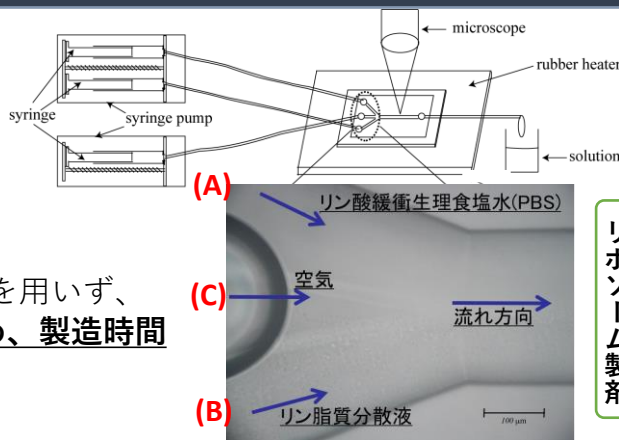 microscope
rubber heater
syringe
syringe pump
solution
(A)
リン酸緩衝生理食塩水(PBS)
を用いず、
空気
(C)
流れ方向
、製造時間
(B)
リン脂質分散液
100 μm
リポソーム製剤